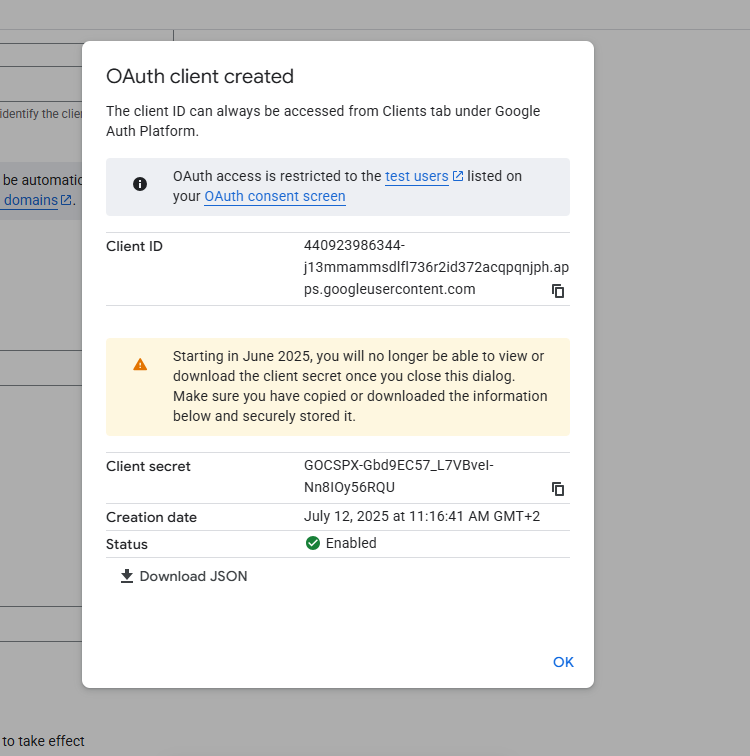 OAuth client created
The client ID can always be accessed from Clients tab under Google
Auth Platform.
OAuth access is restricted to the test users listed on
your OAuth consent screen
Client ID
440923986344-
j13mmammsdlfl736r2id372acqpqnjph.ap
ps.googleusercontent.com
Starting in June 2025, you will no longer be able to view or
download the client secret once you close this dialog.
Make sure you have copied or downloaded the information
below and securely stored it.
Client secret
GOCSPX-Gbd9EC57_L7VBveI-
Nn8IOy56RQU
Creation date
July 12, 2025 at 11:16:41 AM GMT+2
Status
Enabled
Download JSON
OK
identify the
be
domains
to take effect